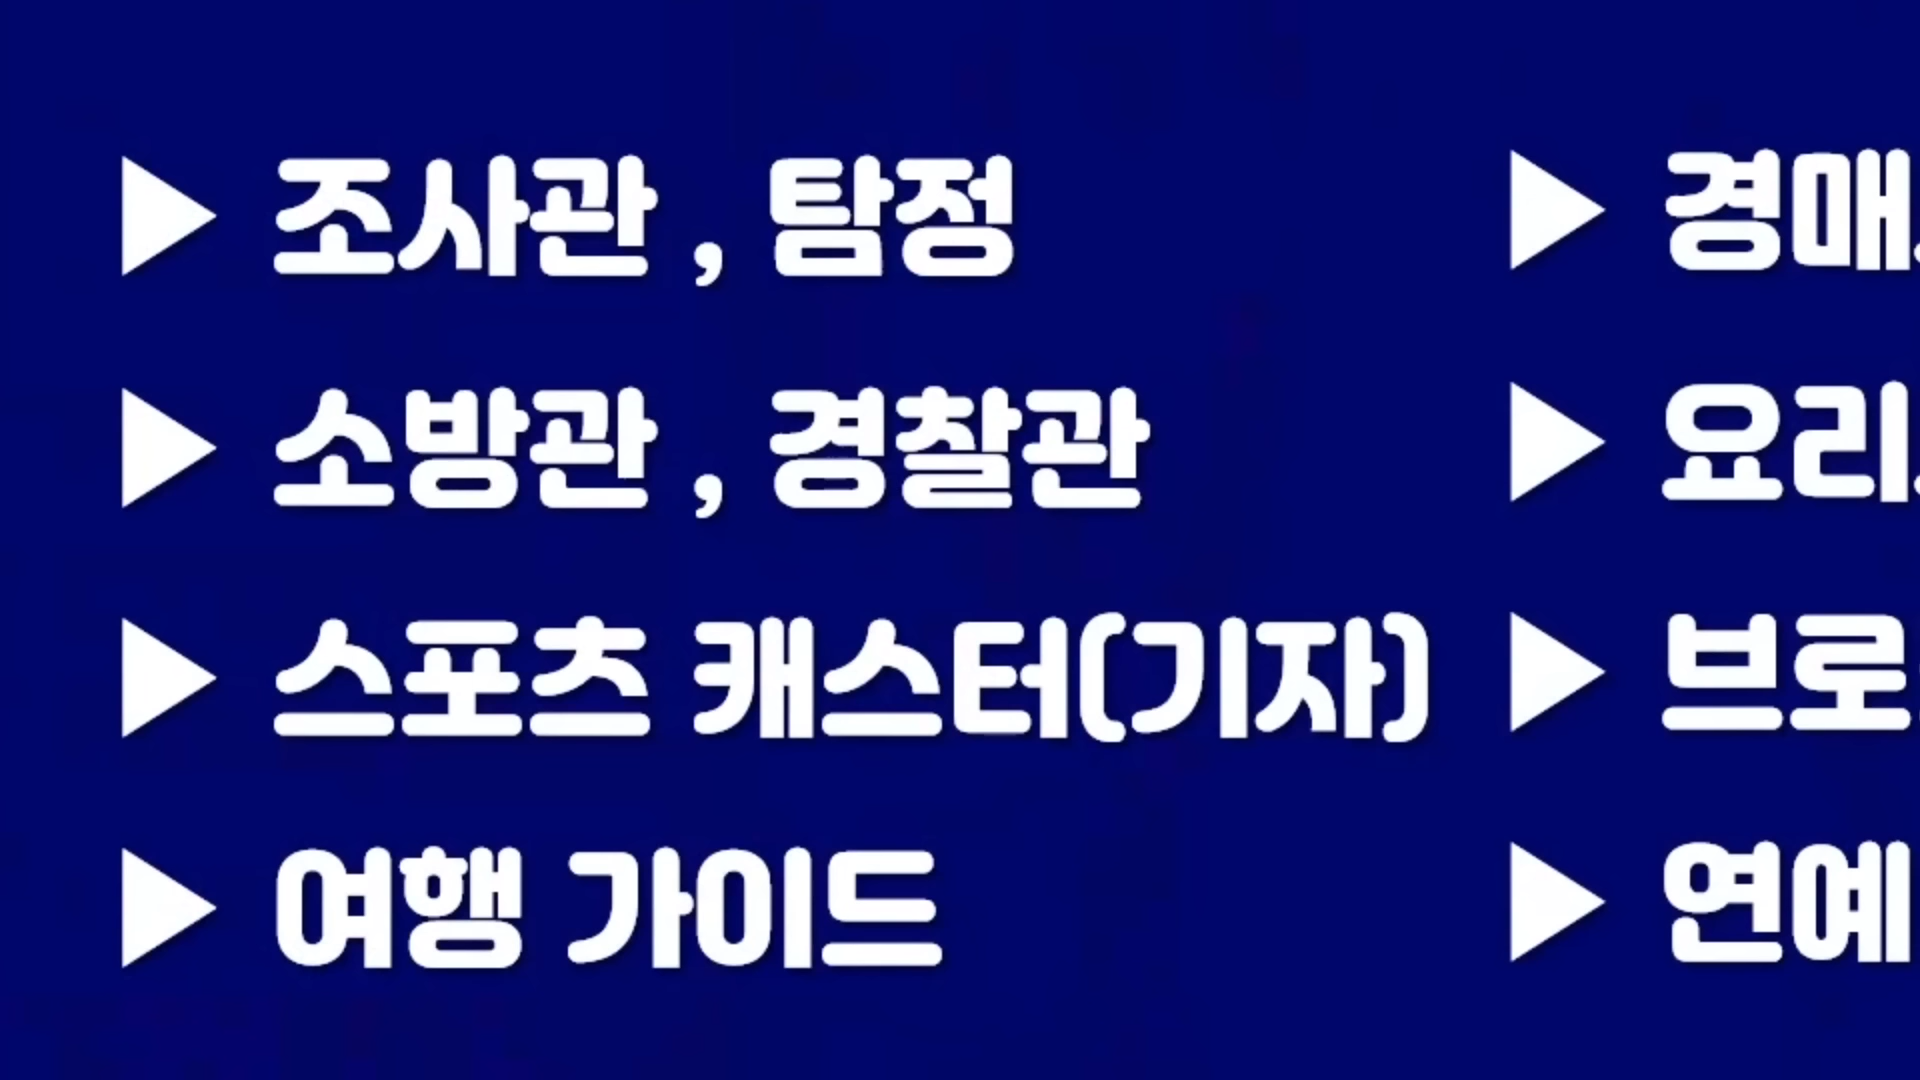 ▶ 조사관 , 탐정
▶ 소방관 , 경찰관
▶ 스포츠 캐스터(기자)
▶ 여행 가이드
▶ 경매
▶ 요리
▶ 브로
▶ 연예